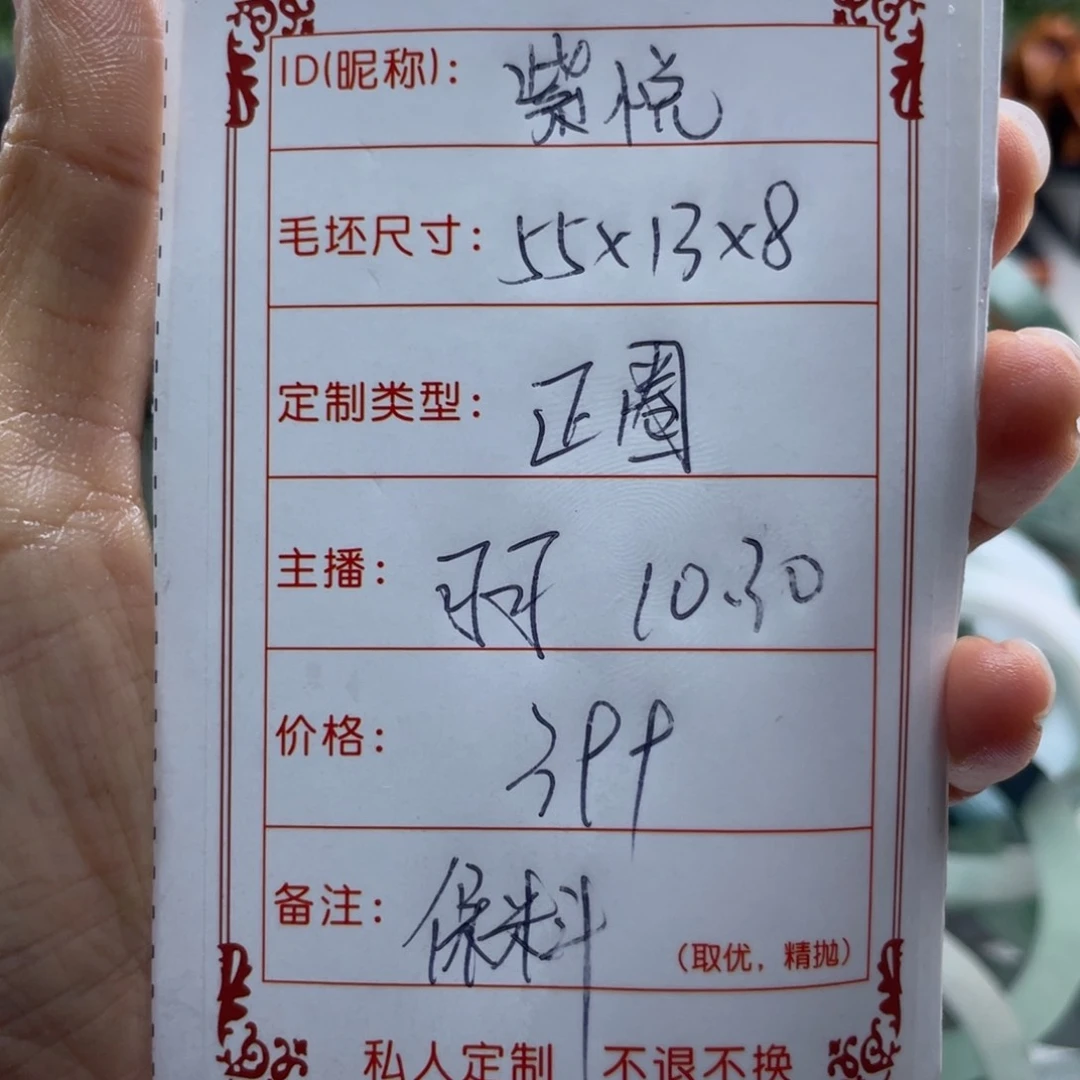 ID(昵称): 紫悦
毛坯尺寸: 55x13x8
定制类型: 正圈
主播: 10.30
价格: 399
备注: 保料
(取优, 精抛)
私人定制 不退不换